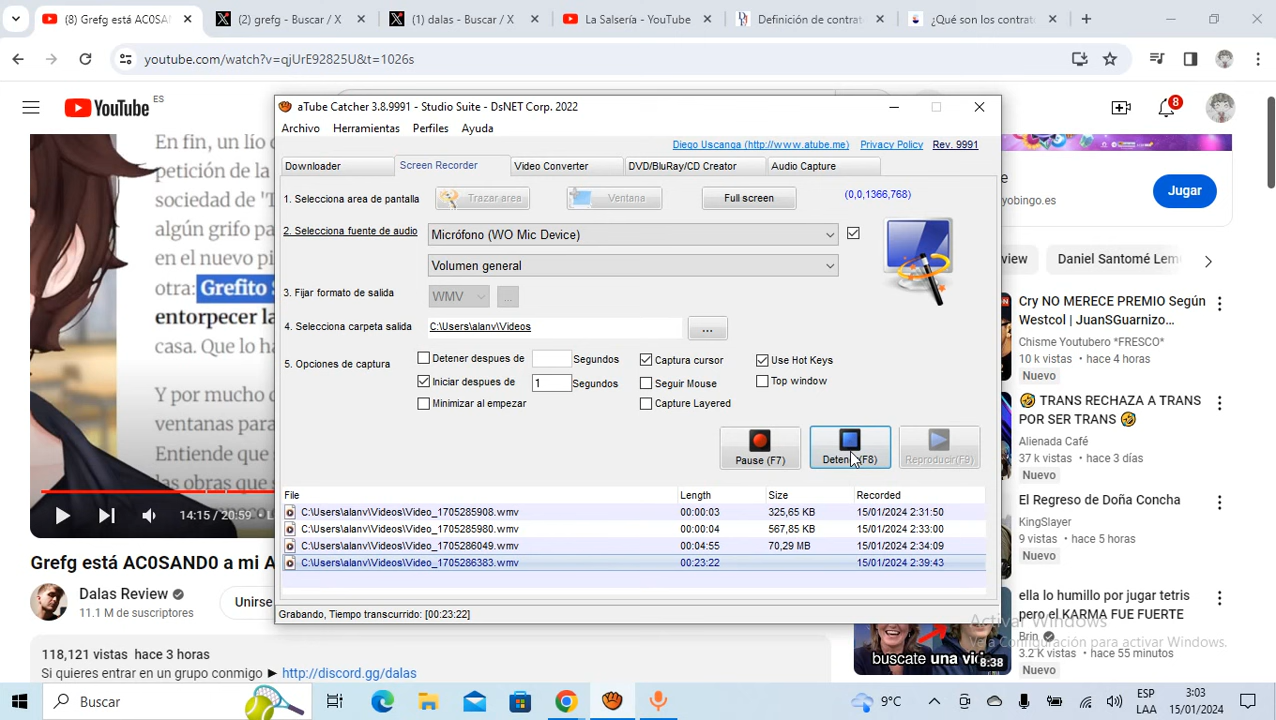 (8) Grefg está AC0SAND
(2) grefg - Buscar / X
(1) dalas - Buscar / X
La Salsería - YouTube
Definición de contrat
¿Qué son los contrat
youtube.com/watch?v=qjUrE92825U&t=1026s
YouTube
ES
8
En fin, un lío c
petición de la
sociedad de 'T
algún grifo pa
en el nuevo pi
otra: Grefito S
entorpecer la
casa. Que lo ha
Y por mucho c
ventanas para
Entiende que
las obras que s
14:15 / 20:59
Grefg está AC0SAND0 a mi A
Dalas Review
11.1 M de suscriptores
Unirse
118,121 vistas hace 3 horas
Si quieres entrar en un grupo conmigo ► http://discord.gg/dalas
aTube Catcher 3.8.9991 - Studio Suite - DsNET Corp. 2022
Archivo Herramientas Perfiles Ayuda
Diego Uscanga (http://www.atube.me) Privacy Policy Rev. 9991
Downloader Screen Recorder Video Converter DVD/BluRay/CD Creator Audio Capture
1. Selecciona area de pantalla Trazar area Ventana Full screen (0,0,1366,768)
2. Selecciona fuente de audio Micrófono (WO Mic Device)
Volumen general
3. Fijar formato de salida WMV ...
4. Selecciona carpeta salida C:\Users\alanv\Videos ...
5. Opciones de captura
Detener despues de Segundos Captura cursor Use Hot Keys
Iniciar despues de 1 Segundos Seguir Mouse Top window
Minimizar al empezar Capture Layered
Pause (F7) Detener(F8) Reproducir(F9)
File Length Size Recorded
C:\Users\alanv\Videos\Video_1705285908.wmv 00:00:03 325,65 KB 15/01/2024 2:31:50
C:\Users\alanv\Videos\Video_1705285980.wmv 00:00:04 567,85 KB 15/01/2024 2:33:00
C:\Users\alanv\Videos\Video_1705286049.wmv 00:04:55 70,29 MB 15/01/2024 2:34:09
C:\Users\alanv\Videos\Video_1705286383.wmv 00:23:22 15/01/2024 2:39:43
Grabando, Tiempo transcurrido: [00:23:22]
Jugar
yobingo.es
view
Daniel Santomé Lem
Cry NO MERECE PREMIO Según
Westcol | JuanSGuarnizo...
Chisme Youtubero *FRESCO*
10 k vistas • hace 4 horas
Nuevo
🤣 TRANS RECHAZA A TRANS
POR SER TRANS 🤣
Alienada Café
37 k vistas • hace 3 días
Nuevo
El Regreso de Doña Concha
KingSlayer
9 vistas • hace 5 horas
Nuevo
ella lo humillo por jugar tetris
pero el KARMA FUE FUERTE
Brin
3.2 K vistas • hace 55 minutos
Nuevo
buscate una vi
8:38
Activar Windows
Ve a Configuración para activar Windows.
Buscar
9°C
ESP
LAA
3:03
15/01/2024